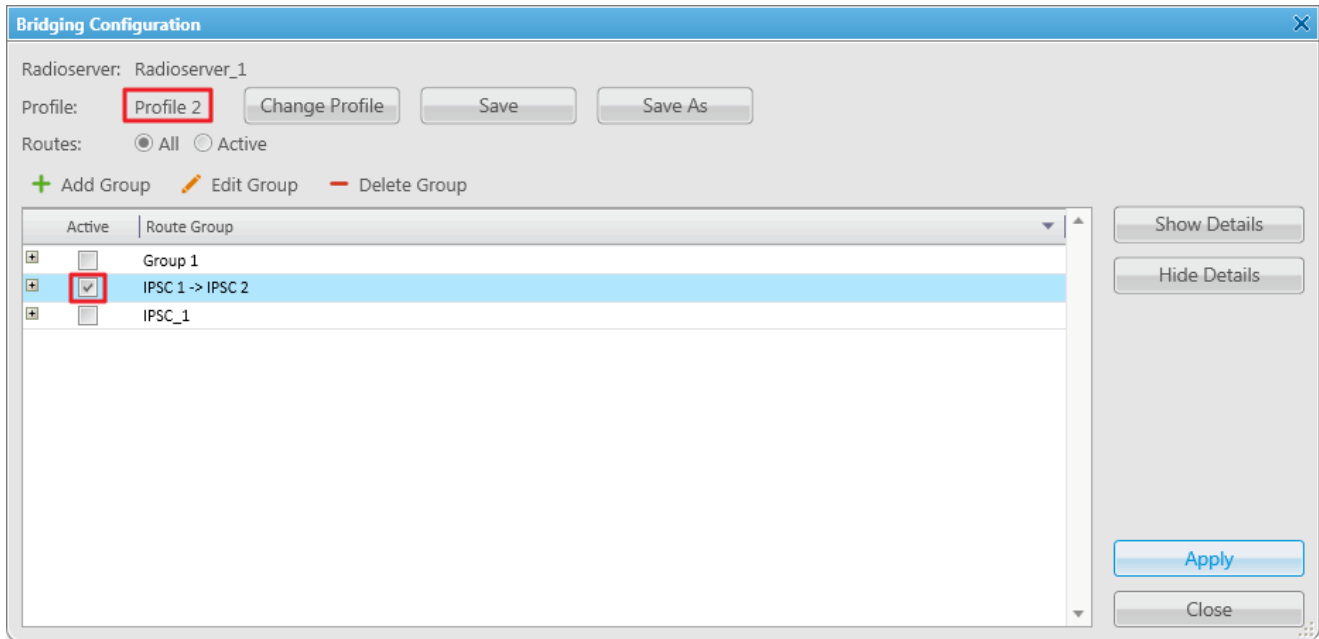 Bridging Configuration
Radioserver: Radioserver_1
Profile: Profile 2 Change Profile Save Save As
Routes: All Active
Add Group Edit Group Delete Group
Active Route Group
Group 1
IPSC 1 -> IPSC 2
IPSC_1
Show Details
Hide Details
Apply
Close